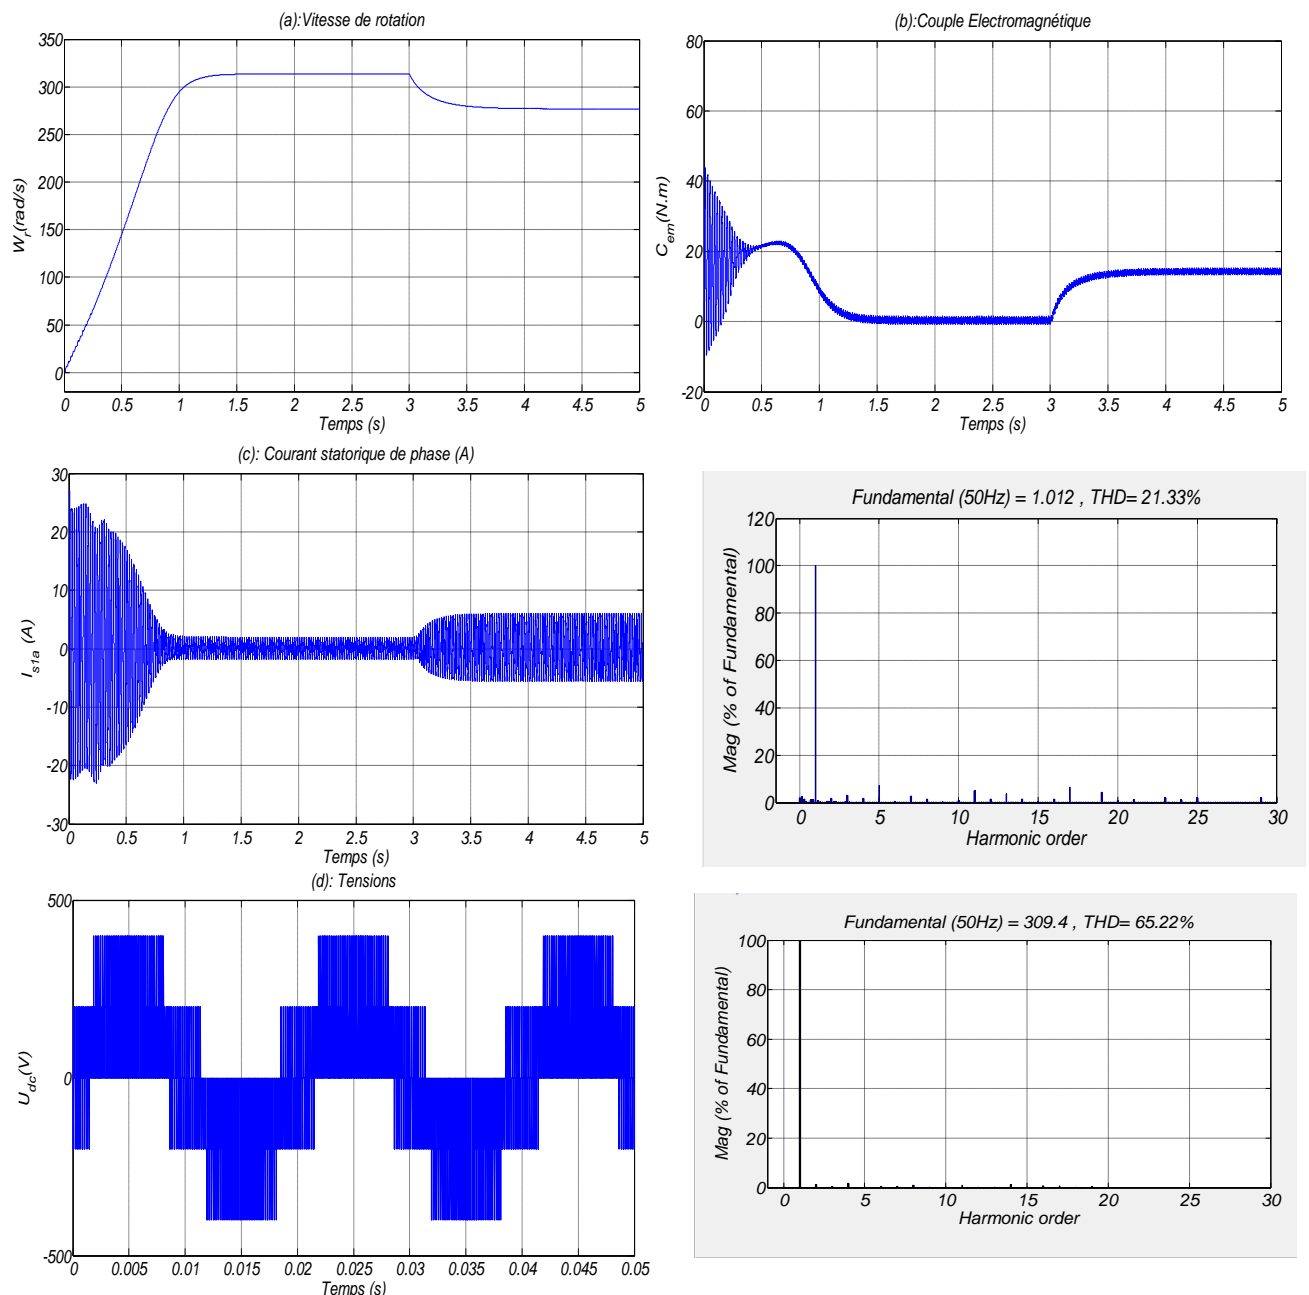 (a):Vitesse de rotation
350
300
250
200
150
100
50
0
W_r(rad/s)
0 0.5 1 1.5 2 2.5 3 3.5 4 4.5 5
Temps (s)
(b):Couple Electromagnétique
80
60
40
20
0
-20
C_em(N.m)
0 0.5 1 1.5 2 2.5 3 3.5 4 4.5 5
Temps (s)
(c): Courant statorique de phase (A)
30
20
10
0
-10
-20
-30
I_s1a (A)
0 0.5 1 1.5 2 2.5 3 3.5 4 4.5 5
Temps (s)
Fundamental (50Hz) = 1.012 , THD= 21.33%
120
100
80
60
40
20
0
Mag (% of Fundamental)
0 5 10 15 20 25 30
Harmonic order
(d): Tensions
500
0
-500
U_dc(V)
0 0.005 0.01 0.015 0.02 0.025 0.03 0.035 0.04 0.045 0.05
Temps (s)
Fundamental (50Hz) = 309.4 , THD= 65.22%
100
80
60
40
20
0
Mag (% of Fundamental)
0 5 10 15 20 25 30
Harmonic order